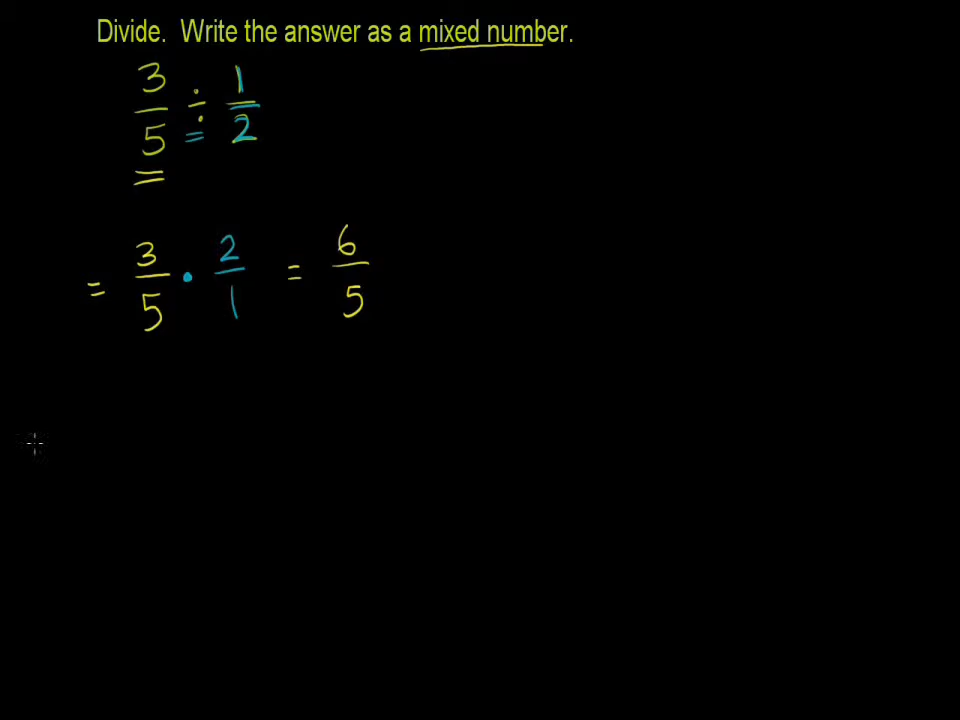 Divide. Write the answer as a mixed number.
3/5 ÷ 1/2
= 3/5 · 2/1 = 6/5